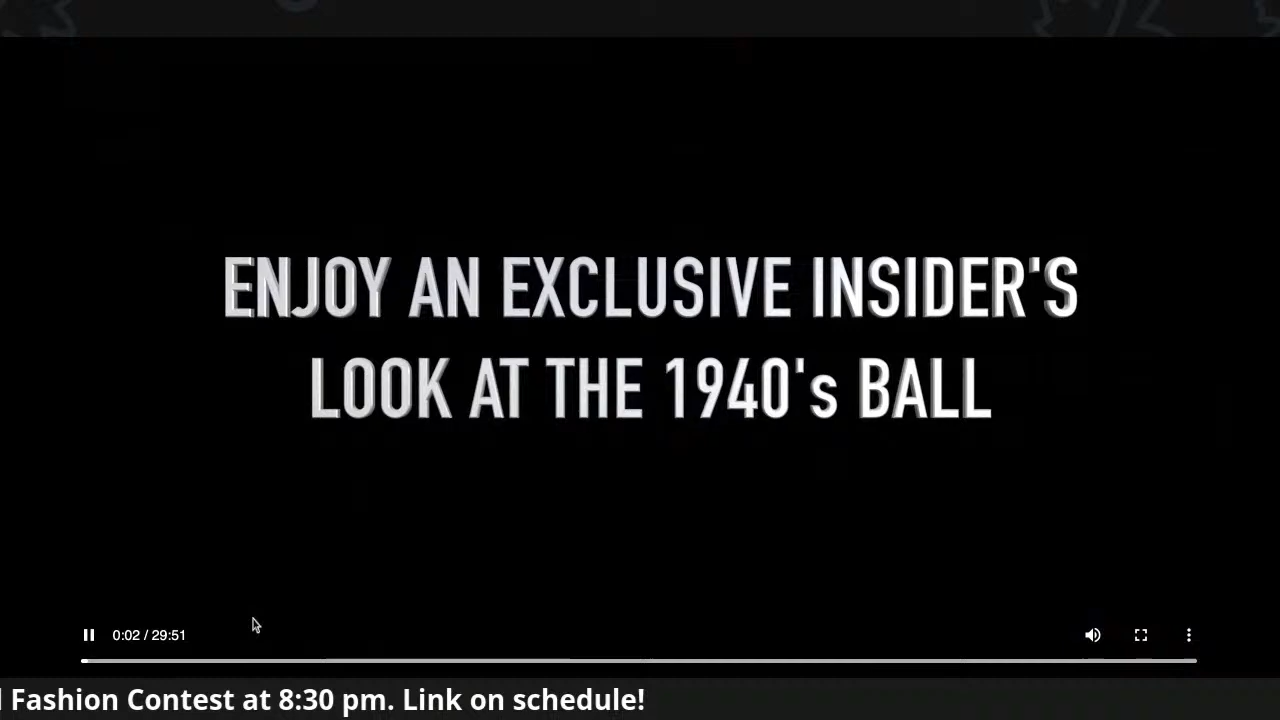 ENJOY AN EXCLUSIVE INSIDER'S
LOOK AT THE 1940's BALL
0:02 / 29:51
Fashion Contest at 8:30 pm. Link on schedule!